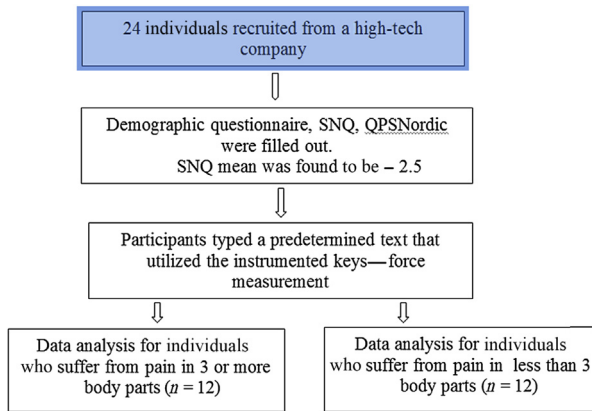 24 individuals recruited from a high-tech
company
Demographic questionnaire, SNQ, QPSNordic
were filled out.
SNQ mean was found to be – 2.5
Participants typed a predetermined text that
utilized the instrumented keys—force
measurement
Data analysis for individuals
who suffer from pain in 3 or more
body parts (n = 12)
Data analysis for individuals
who suffer from pain in less than 3
body parts (n = 12)